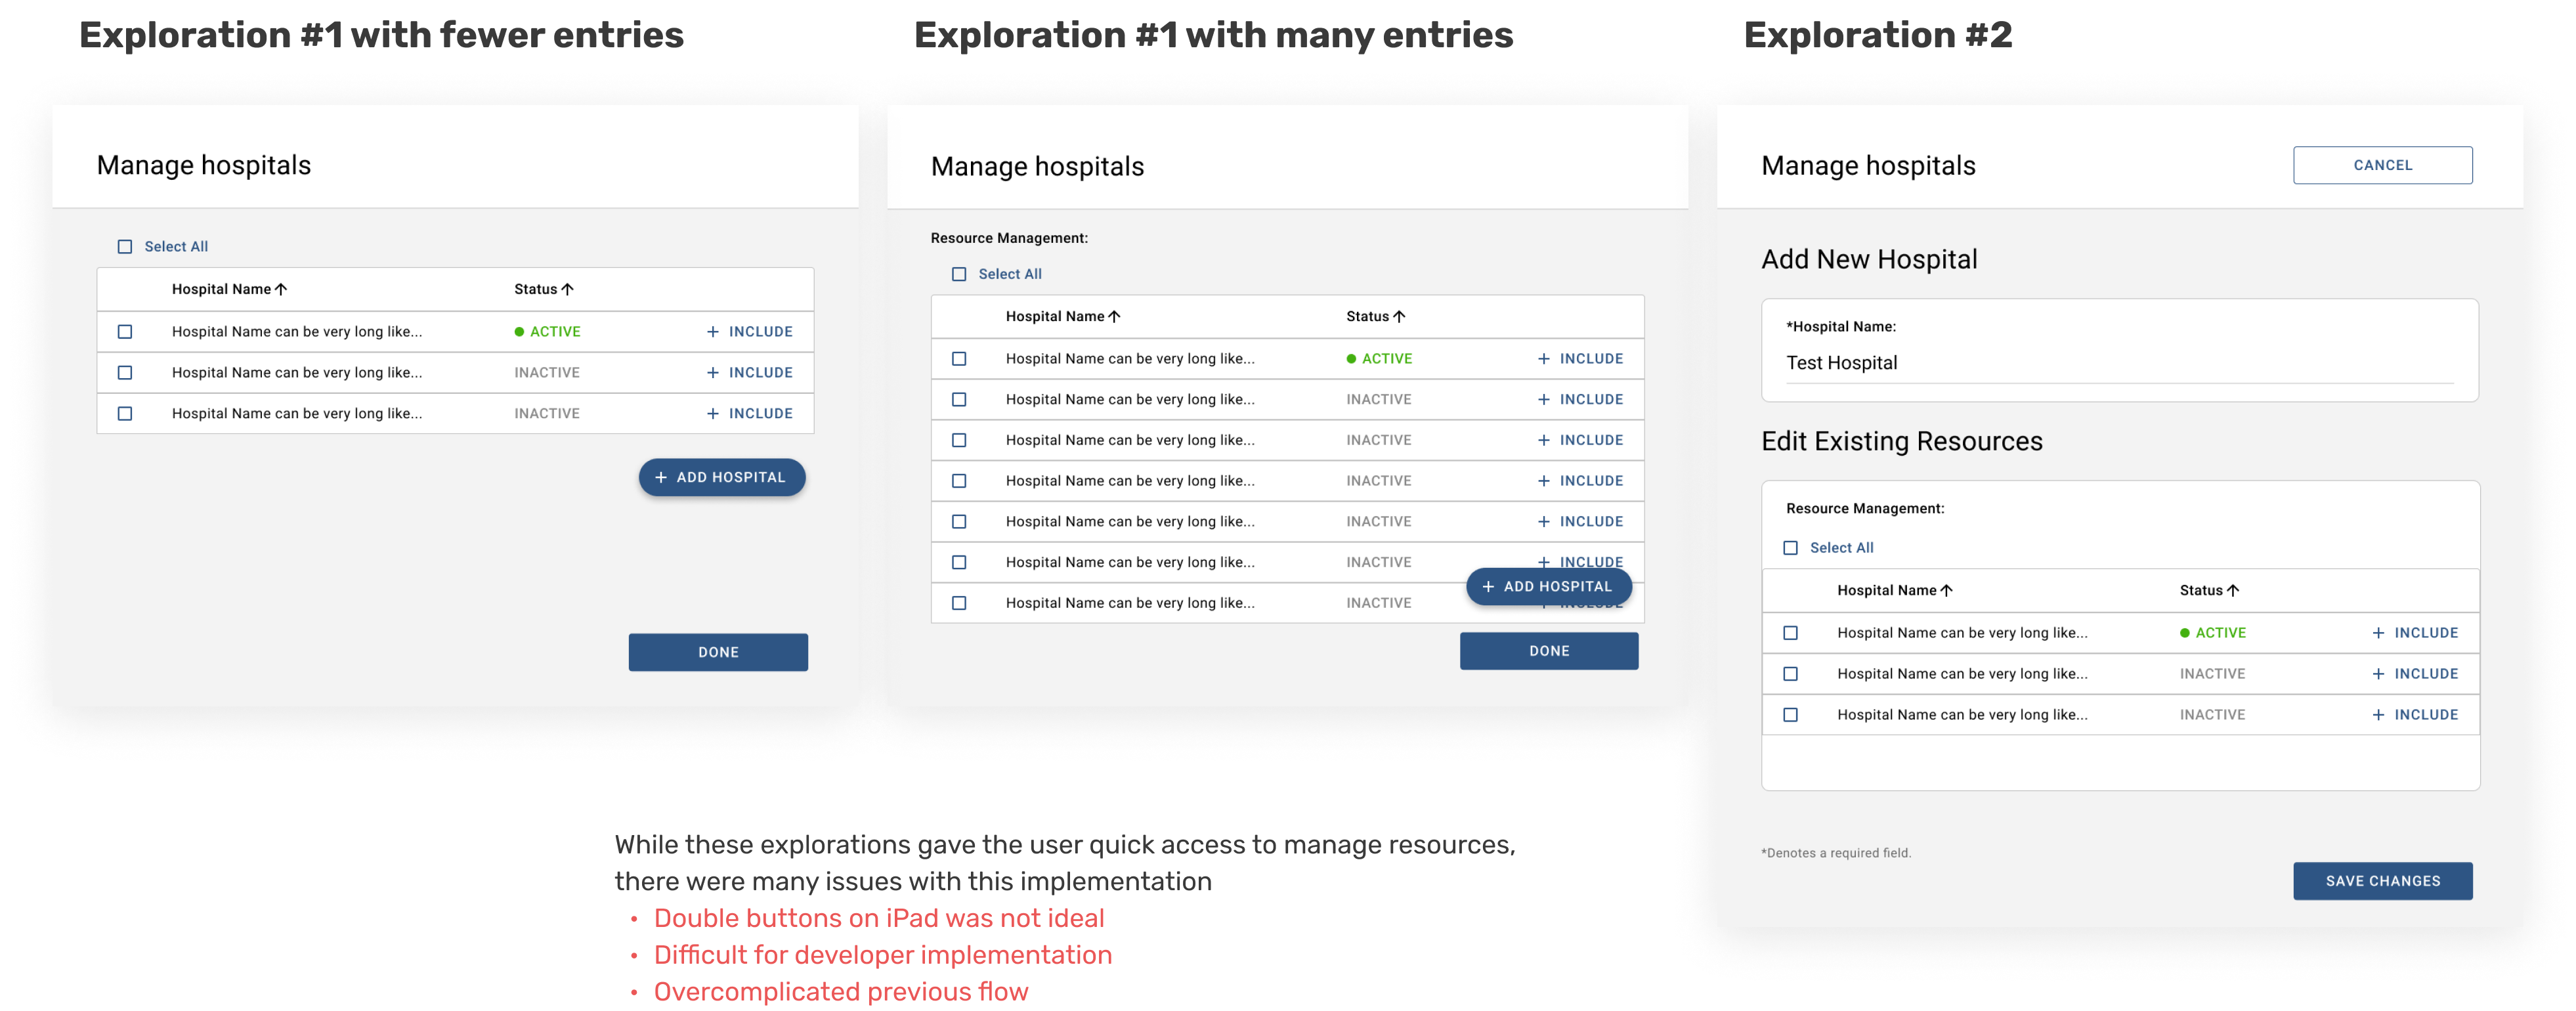 Exploration #1 with fewer entries
Manage hospitals
Select All
Hospital Name Status
Hospital Name can be very long like... ACTIVE + INCLUDE
Hospital Name can be very long like... INACTIVE + INCLUDE
Hospital Name can be very long like... INACTIVE + INCLUDE
+ ADD HOSPITAL
DONE
Exploration #1 with many entries
Manage hospitals
Resource Management:
Select All
Hospital Name Status
Hospital Name can be very long like... ACTIVE + INCLUDE
Hospital Name can be very long like... INACTIVE + INCLUDE
Hospital Name can be very long like... INACTIVE + INCLUDE
Hospital Name can be very long like... INACTIVE + INCLUDE
Hospital Name can be very long like... INACTIVE + INCLUDE
Hospital Name can be very long like... INACTIVE + INCLUDE
+ ADD HOSPITAL
Hospital Name can be very long like... INACTIVE
DONE
Exploration #2
Manage hospitals
CANCEL
Add New Hospital
*Hospital Name:
Test Hospital
Edit Existing Resources
Resource Management:
Select All
Hospital Name Status
Hospital Name can be very long like... ACTIVE + INCLUDE
Hospital Name can be very long like... INACTIVE + INCLUDE
Hospital Name can be very long like... INACTIVE + INCLUDE
*Denotes a required field.
SAVE CHANGES
While these explorations gave the user quick access to manage resources,
there were many issues with this implementation
• Double buttons on iPad was not ideal
• Difficult for developer implementation
• Overcomplicated previous flow